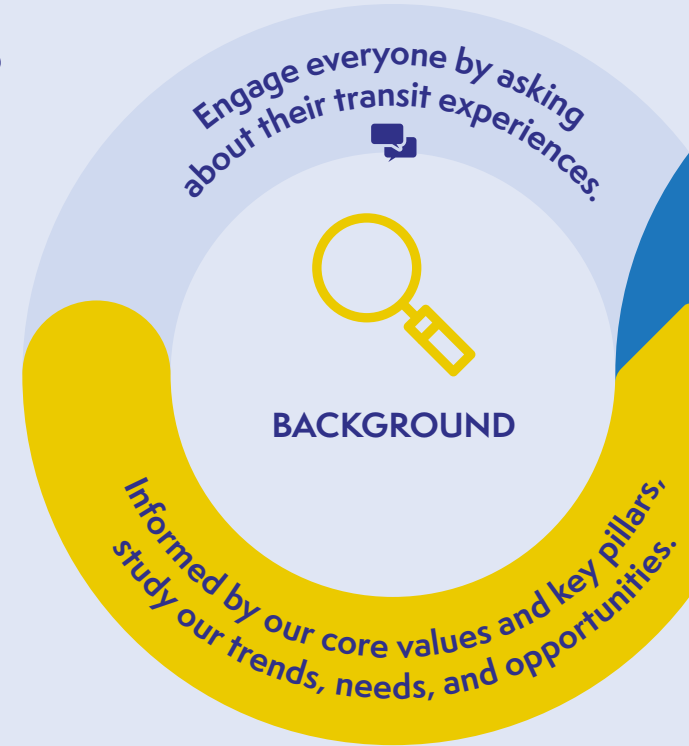 Engage everyone by asking
about their transit experiences.
BACKGROUND
Informed by our core values and key pillars,
study our trends, needs, and opportunities.